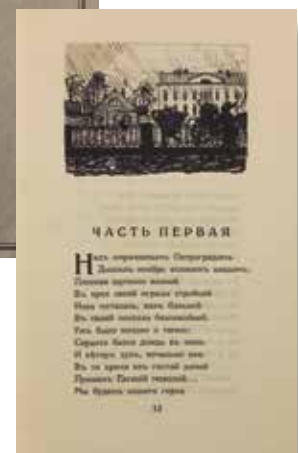 ЧАСТЬ ПЕРВАЯ
Надъ омраченнымъ Петроградомъ
Дышалъ ноябрь осеннимъ хладомъ.
Плеская шумною волной
Въ края своей ограды стройной
Нева металась, какъ больной
Въ своей постелѣ безпокойной.
Ужъ было поздно и темно;
Сердито бился дождь въ окно,
И вѣтеръ дулъ, печально воя.
Въ то время изъ гостей домой
Пришелъ Евгеній молодой...
Мы будемъ нашего героя